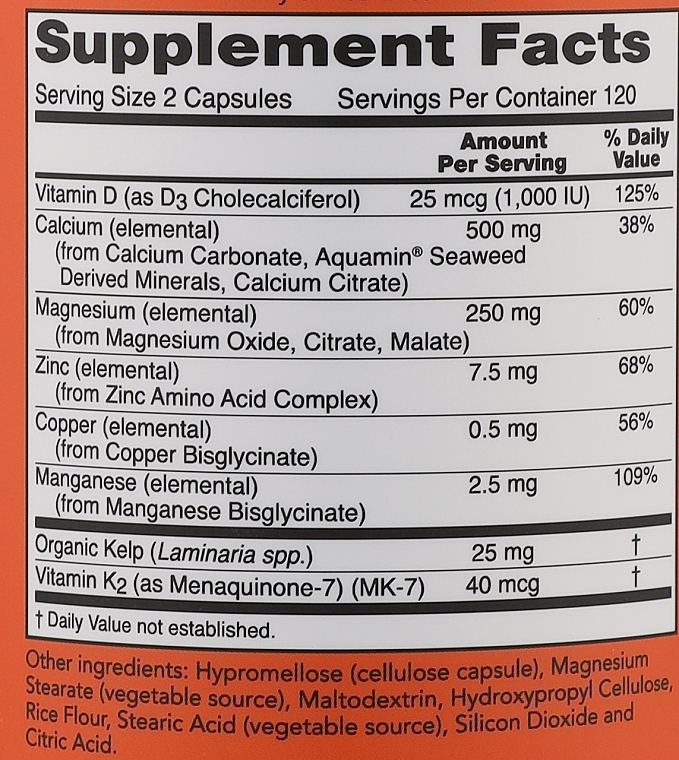 Supplement Facts
Serving Size 2 Capsules Servings Per Container 120
Amount Per Serving % Daily Value
Vitamin D (as D3 Cholecalciferol) 25 mcg (1,000 IU) 125%
Calcium (elemental) 500 mg 38%
(from Calcium Carbonate, Aquamin® Seaweed
Derived Minerals, Calcium Citrate)
Magnesium (elemental) 250 mg 60%
(from Magnesium Oxide, Citrate, Malate)
Zinc (elemental) 7.5 mg 68%
(from Zinc Amino Acid Complex)
Copper (elemental) 0.5 mg 56%
(from Copper Bisglycinate)
Manganese (elemental) 2.5 mg 109%
(from Manganese Bisglycinate)
Organic Kelp (Laminaria spp.) 25 mg †
Vitamin K2 (as Menaquinone-7) (MK-7) 40 mcg †
† Daily Value not established.
Other ingredients: Hypromellose (cellulose capsule), Magnesium
Stearate (vegetable source), Maltodextrin, Hydroxypropyl Cellulose,
Rice Flour, Stearic Acid (vegetable source), Silicon Dioxide and
Citric Acid.